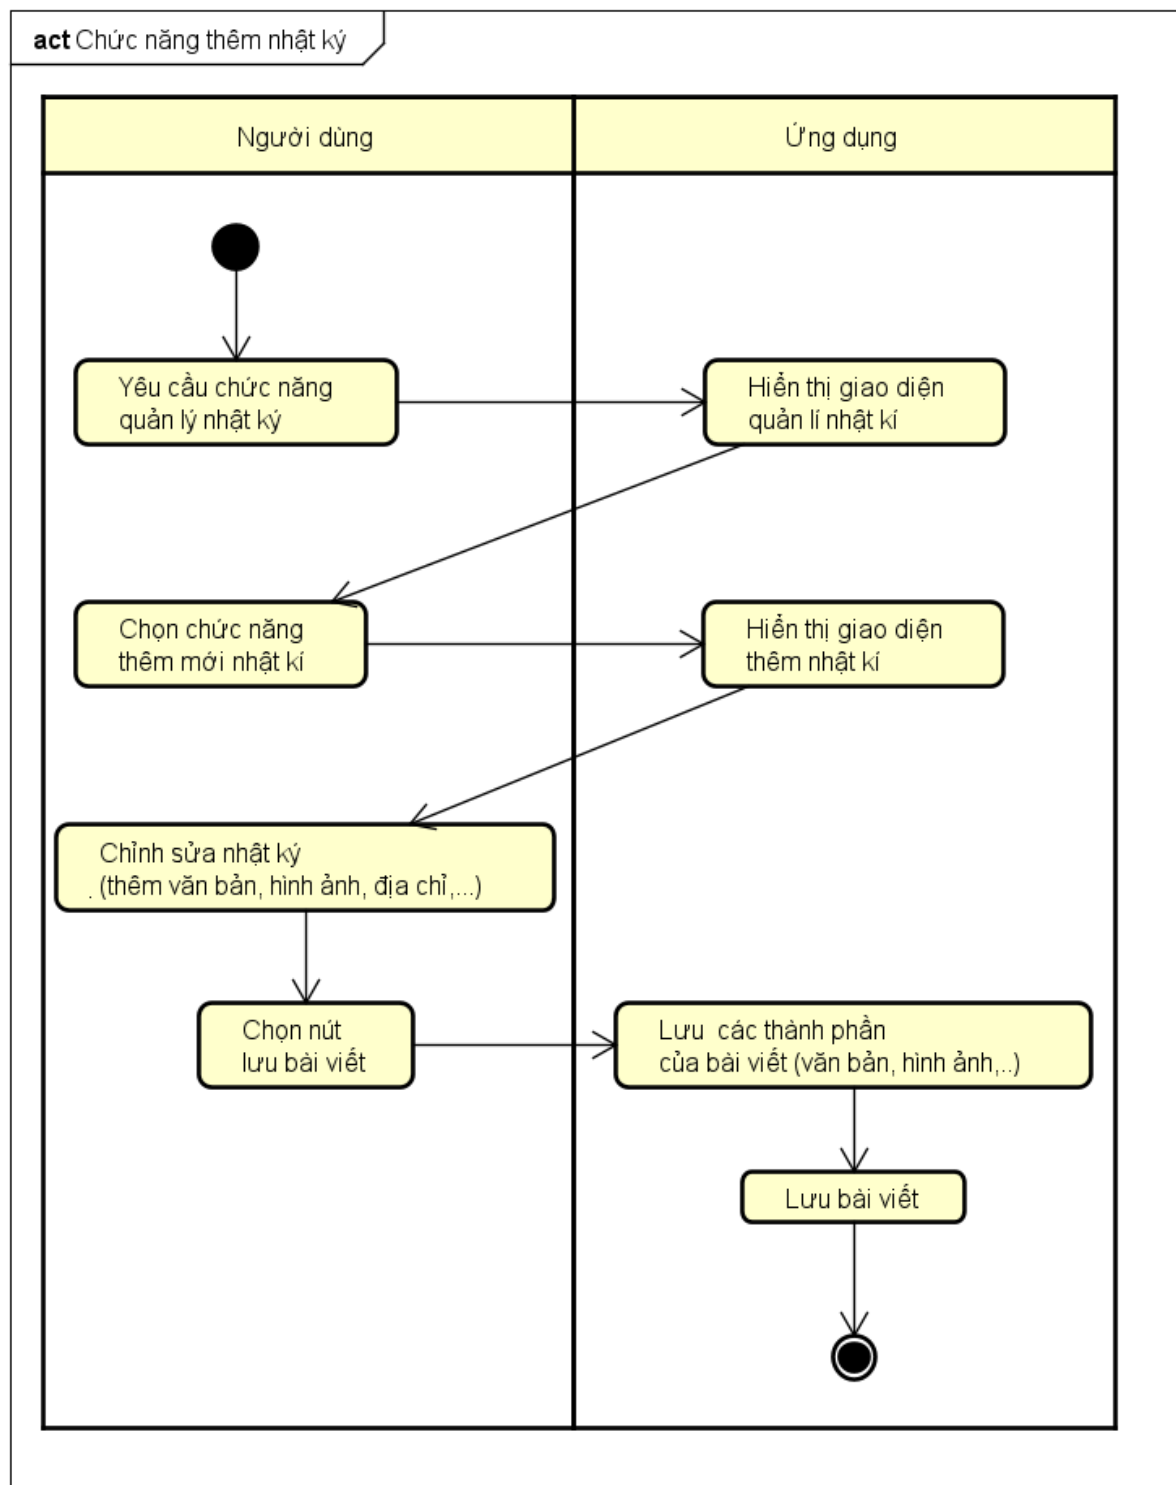 act Chức năng thêm nhật ký
Người dùng
Ứng dụng
Yêu cầu chức năng
quản lý nhật ký
Hiển thị giao diện
quản lí nhật kí
Chọn chức năng
thêm mới nhật kí
Hiển thị giao diện
thêm nhật kí
Chỉnh sửa nhật ký
. (thêm văn bản, hình ảnh, địa chỉ,...)
Chọn nút
lưu bài viết
Lưu  các thành phần
của bài viết (văn bản, hình ảnh,..)
Lưu bài viết